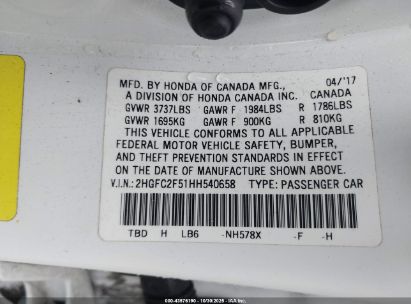 MFD. BY HONDA OF CANADA MFG., 04/'17
A DIVISION OF HONDA CANADA INC. CANADA
GVWR 3737LBS GAWR F 1984LBS R 1786LBS
GVWR 1695KG GAWR F 900KG R 810KG
THIS VEHICLE CONFORMS TO ALL APPLICABLE
FEDERAL MOTOR VEHICLE SAFETY, BUMPER,
AND THEFT PREVENTION STANDARDS IN EFFECT
ON THE DATE OF MANUFACTURE SHOWN ABOVE.
V.I.N.: 2HGFC2F51HH540658 TYPE: PASSENGER CAR
TBD H LB6 -NH578X -F -H